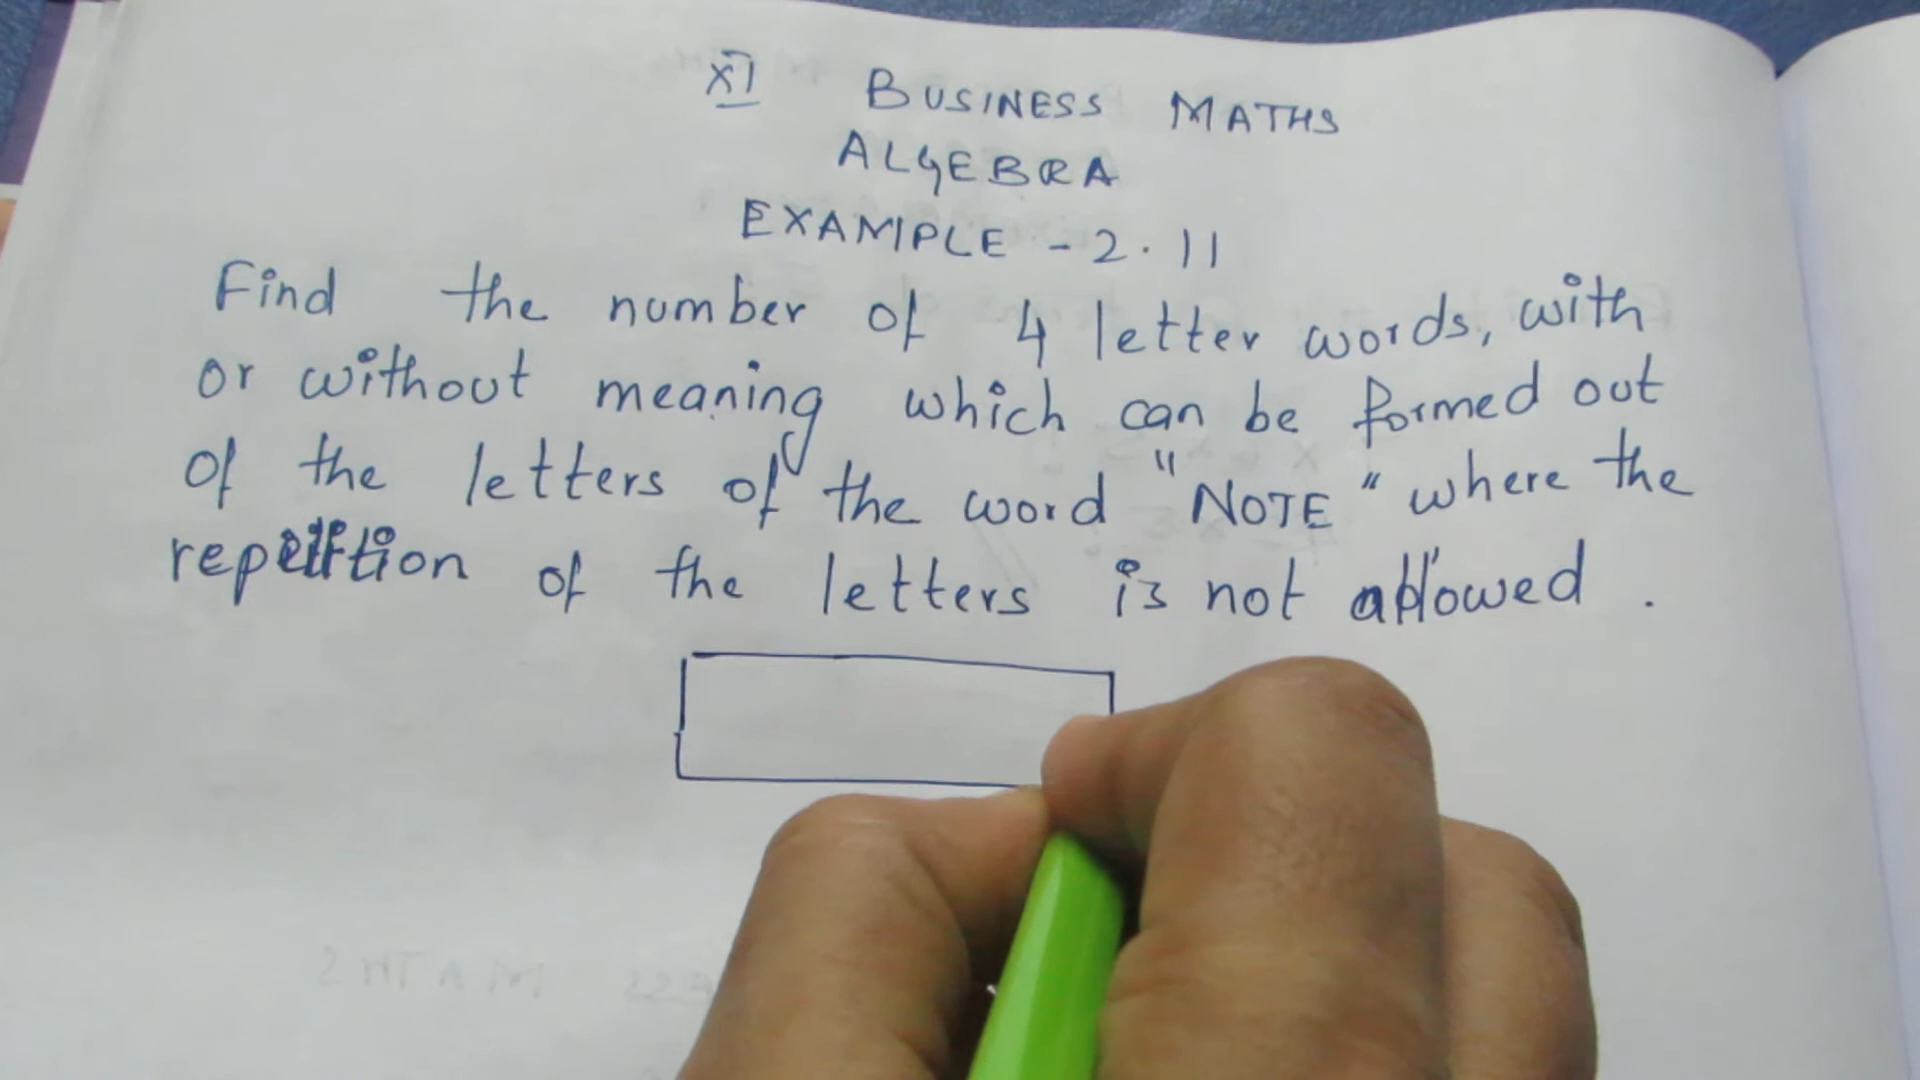 XI BUSINESS MATHS
ALGEBRA
EXAMPLE - 2.11
Find the number of 4 letter words, with
or without meaning which can be formed out
of the letters of the word "NOTE" where the
repetition of the letters is not allowed.